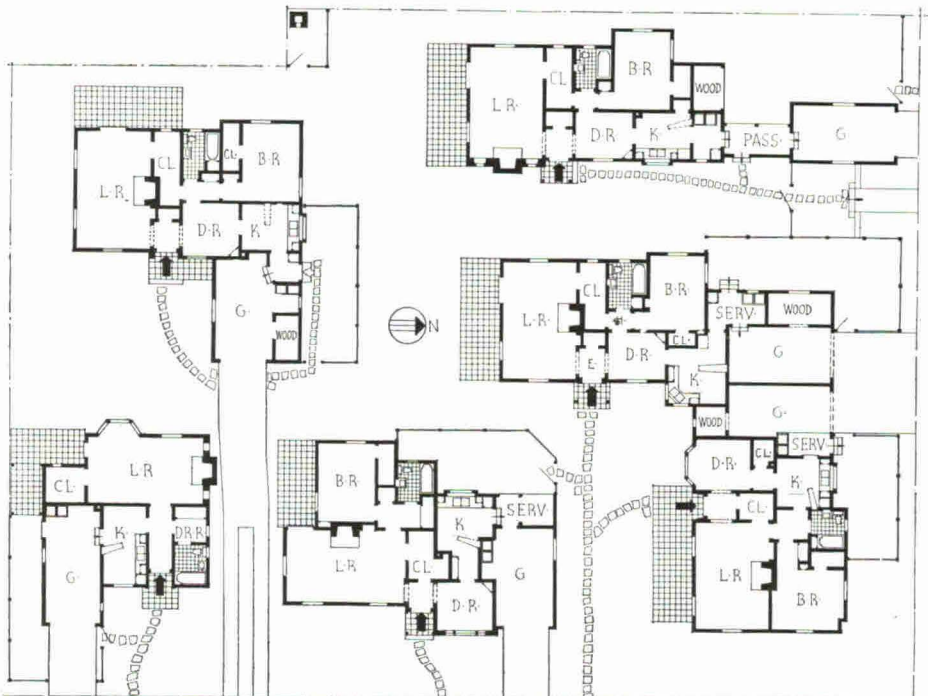 L·R·
CL
B·R
WOOD
D·R
K·
PASS·
G·
L·R·
CL
CL·
B·R
D·R
K
G·
WOOD
N
L·R·
CL
B·R
SERV·
WOOD
E·
D·R
CL·
K·
G
WOOD
G·
SERV·
D·R
CL·
K·
CL·
L·R
B·R
L·R
CL·
K·
DR·R
G·
B·R
K
SERV·
L·R
CL·
D·R
G